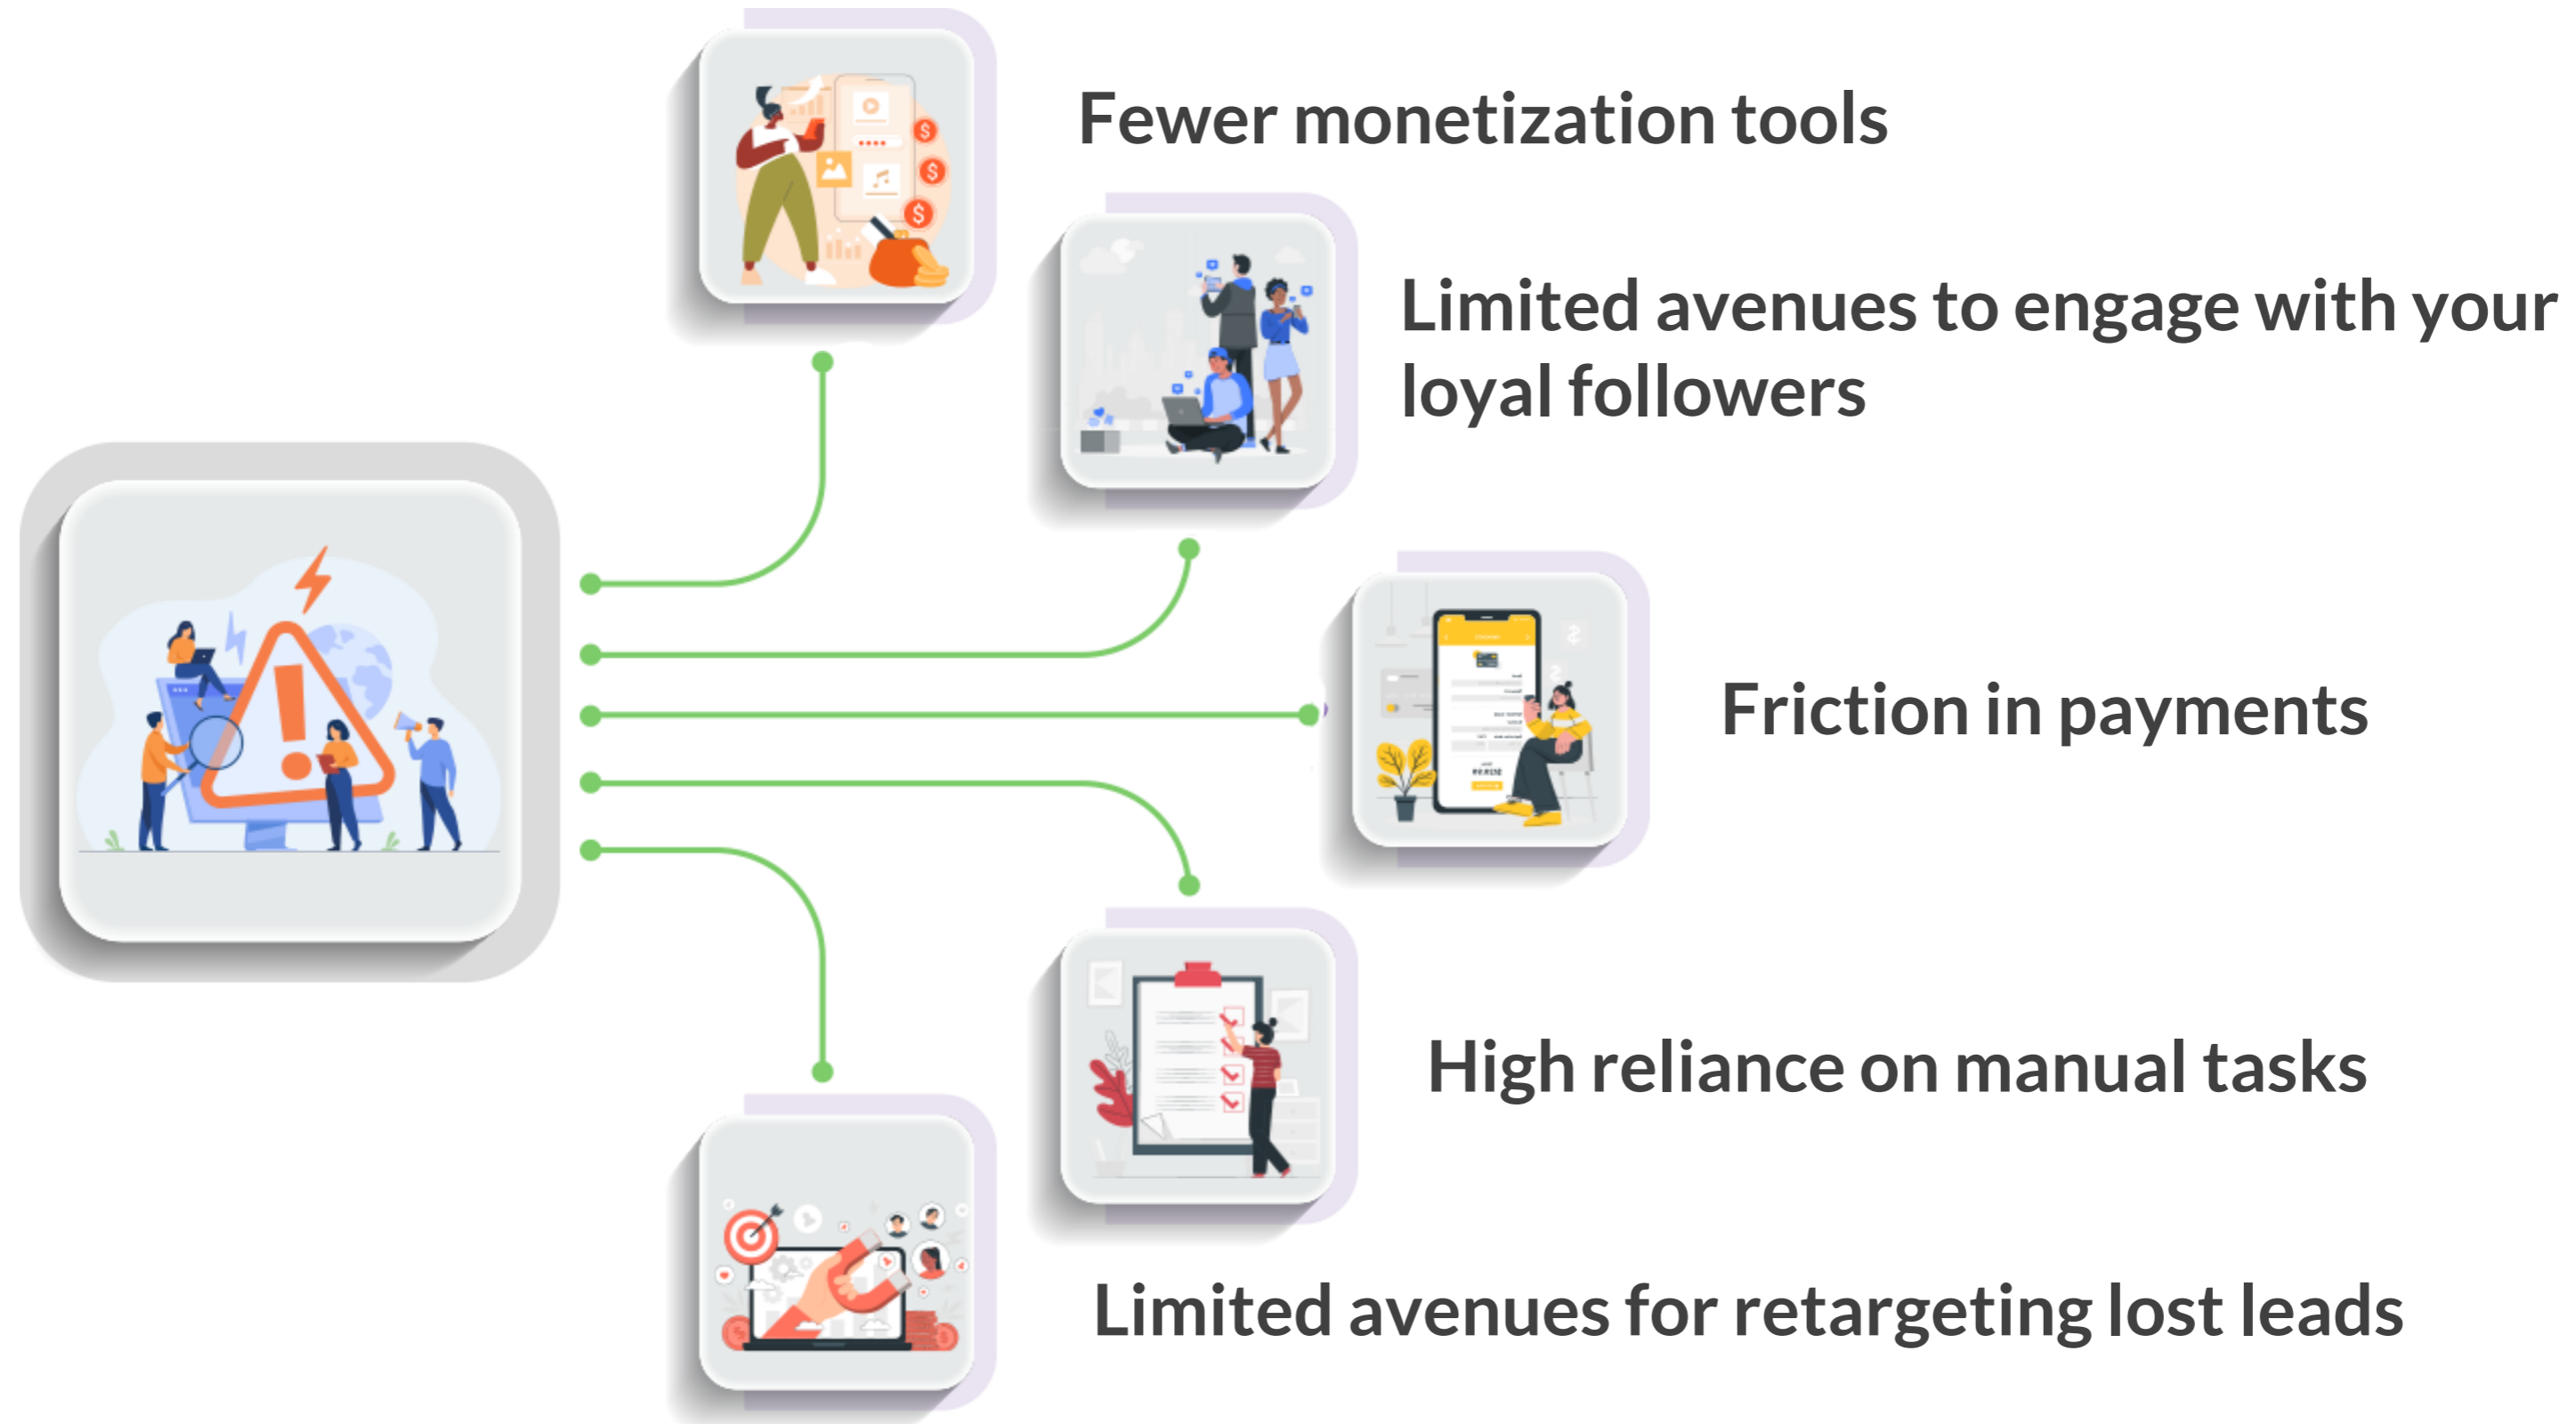 Fewer monetization tools
Limited avenues to engage with your
loyal followers
Friction in payments
High reliance on manual tasks
Limited avenues for retargeting lost leads